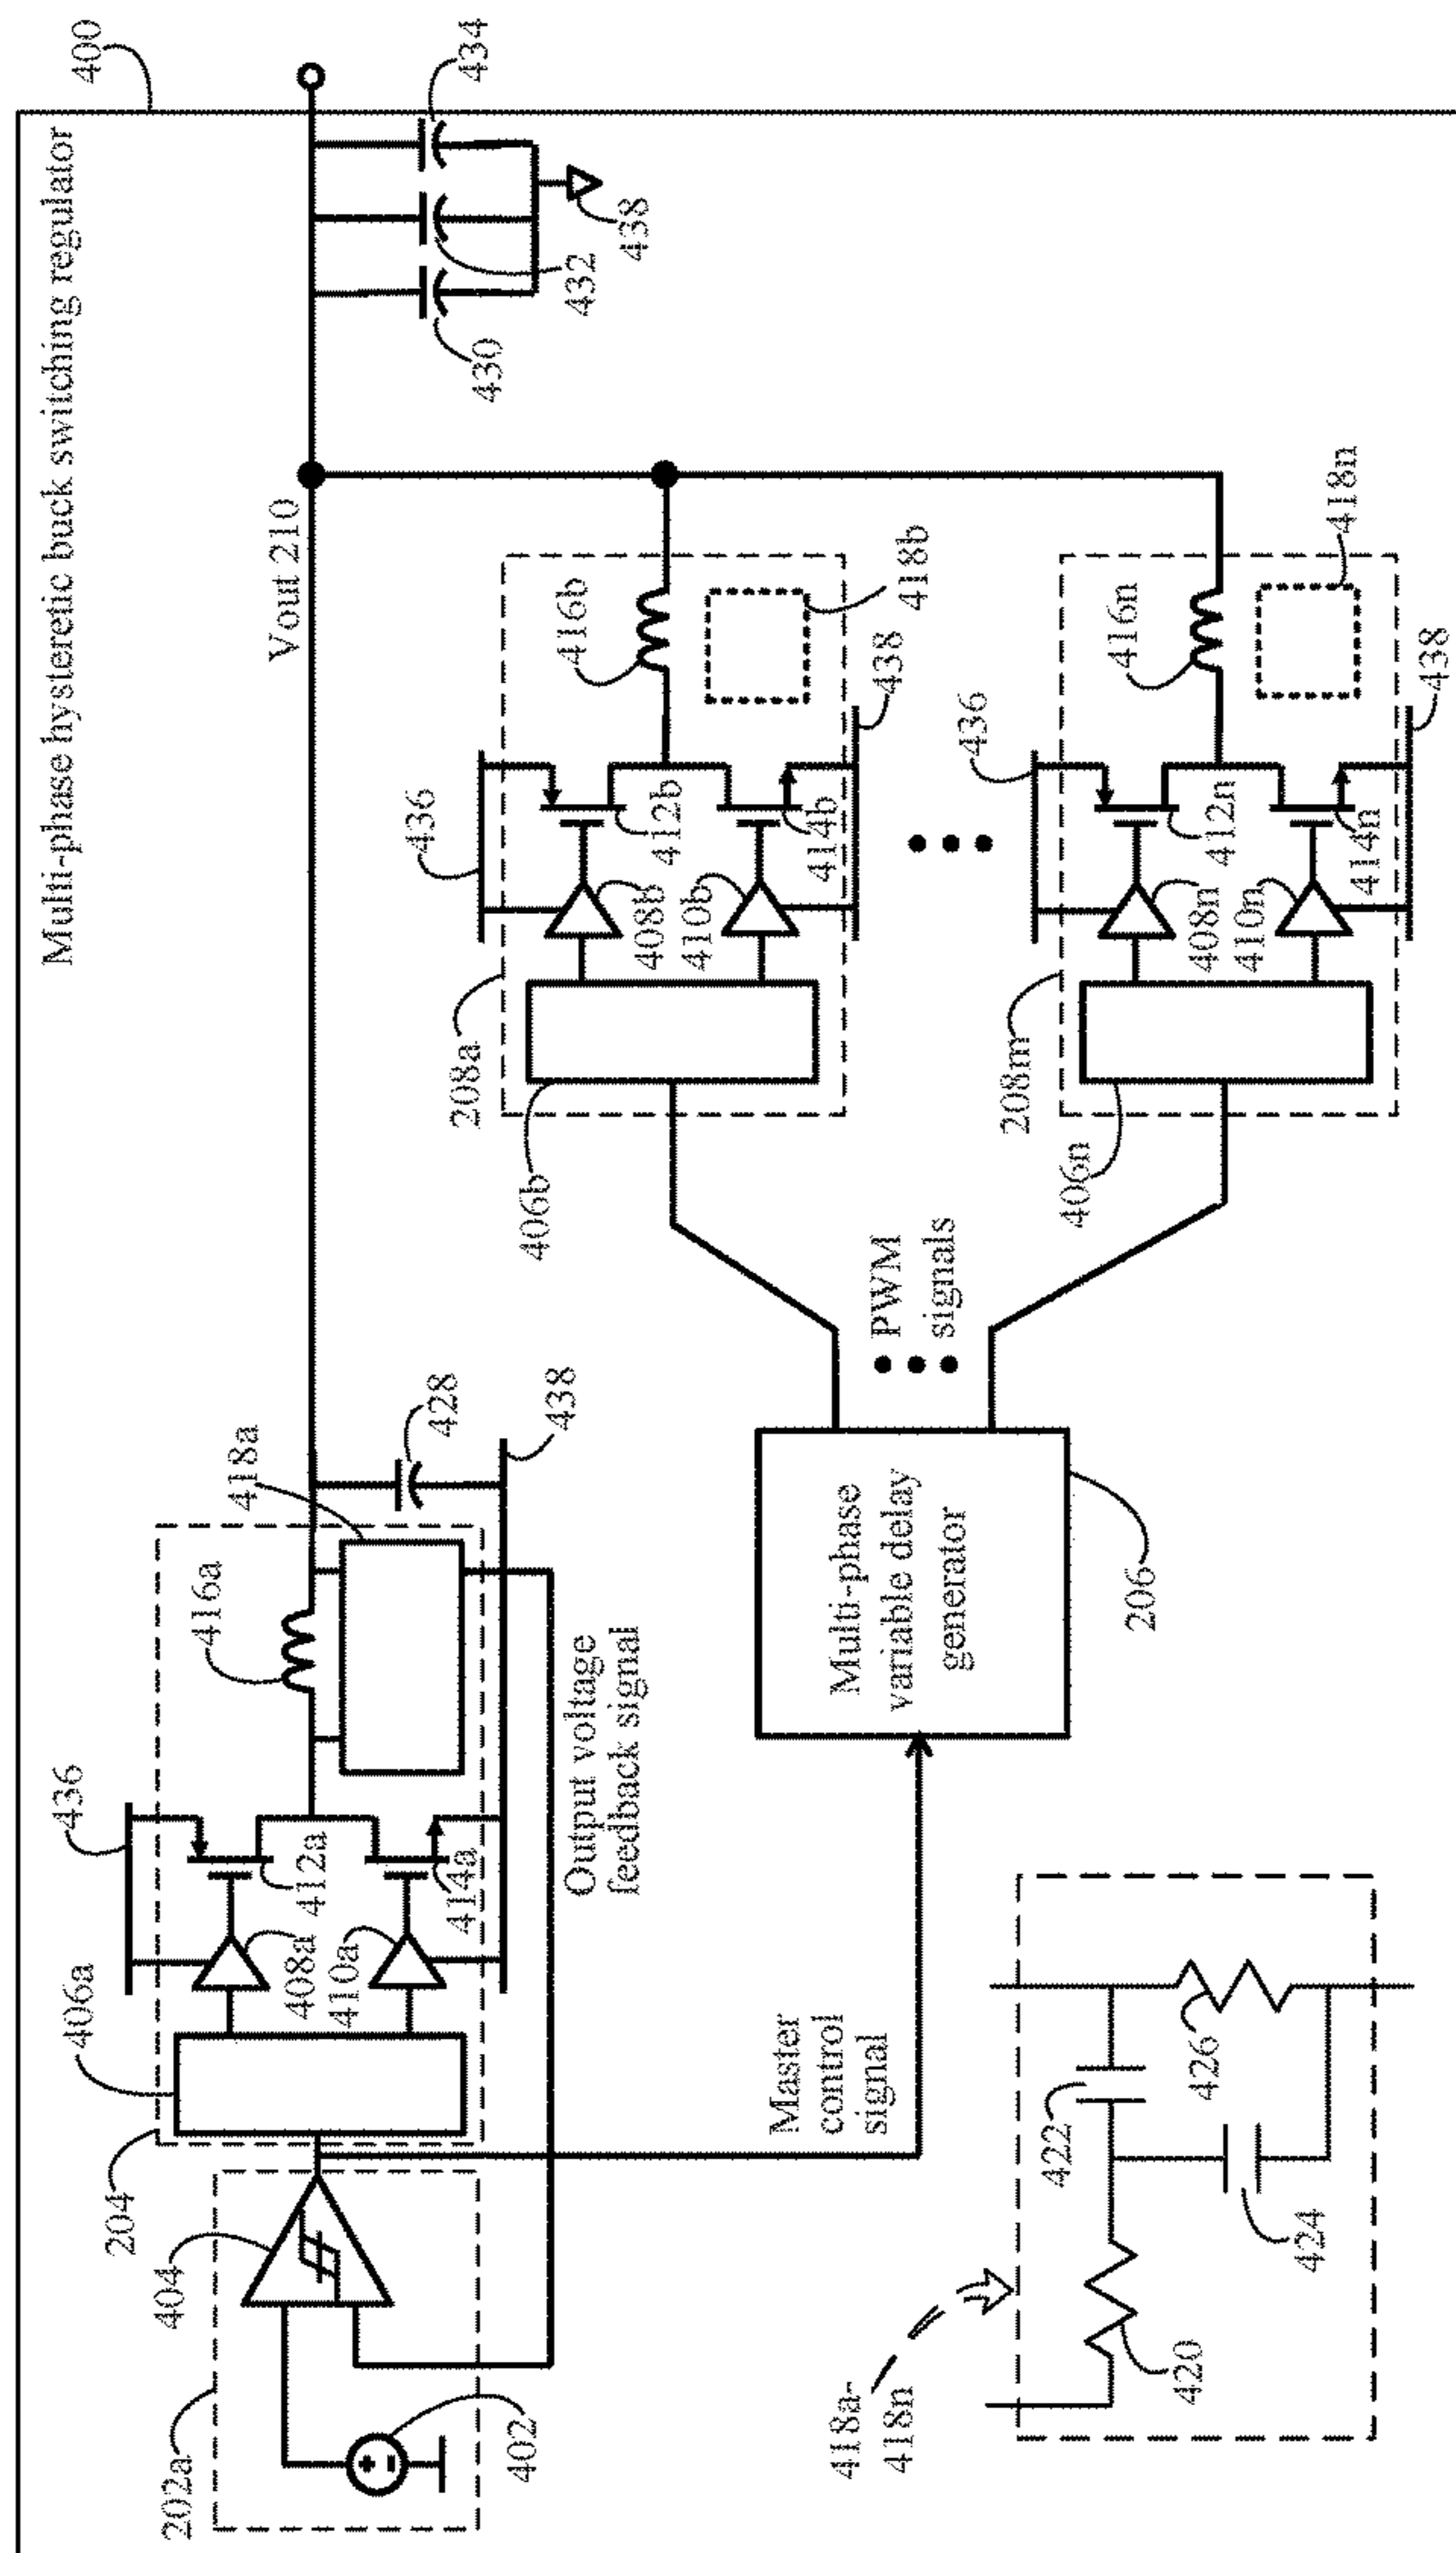 Multi-phase hysteretic buck switching regulator
400
202a
402
404
204
406a
408a
410a
436
412a
414a
416a
418a
428
438
Output voltage
feedback signal
Vout 210
430
432
434
438
Master
control
signal
Multi-phase
variable delay
generator
206
PWM
signals
208a
406b
408b
410b
436
412b
414b
416b
418b
438
208m
406n
408n
410n
436
412n
414n
416n
418n
438
418a-
418n
420
422
424
426